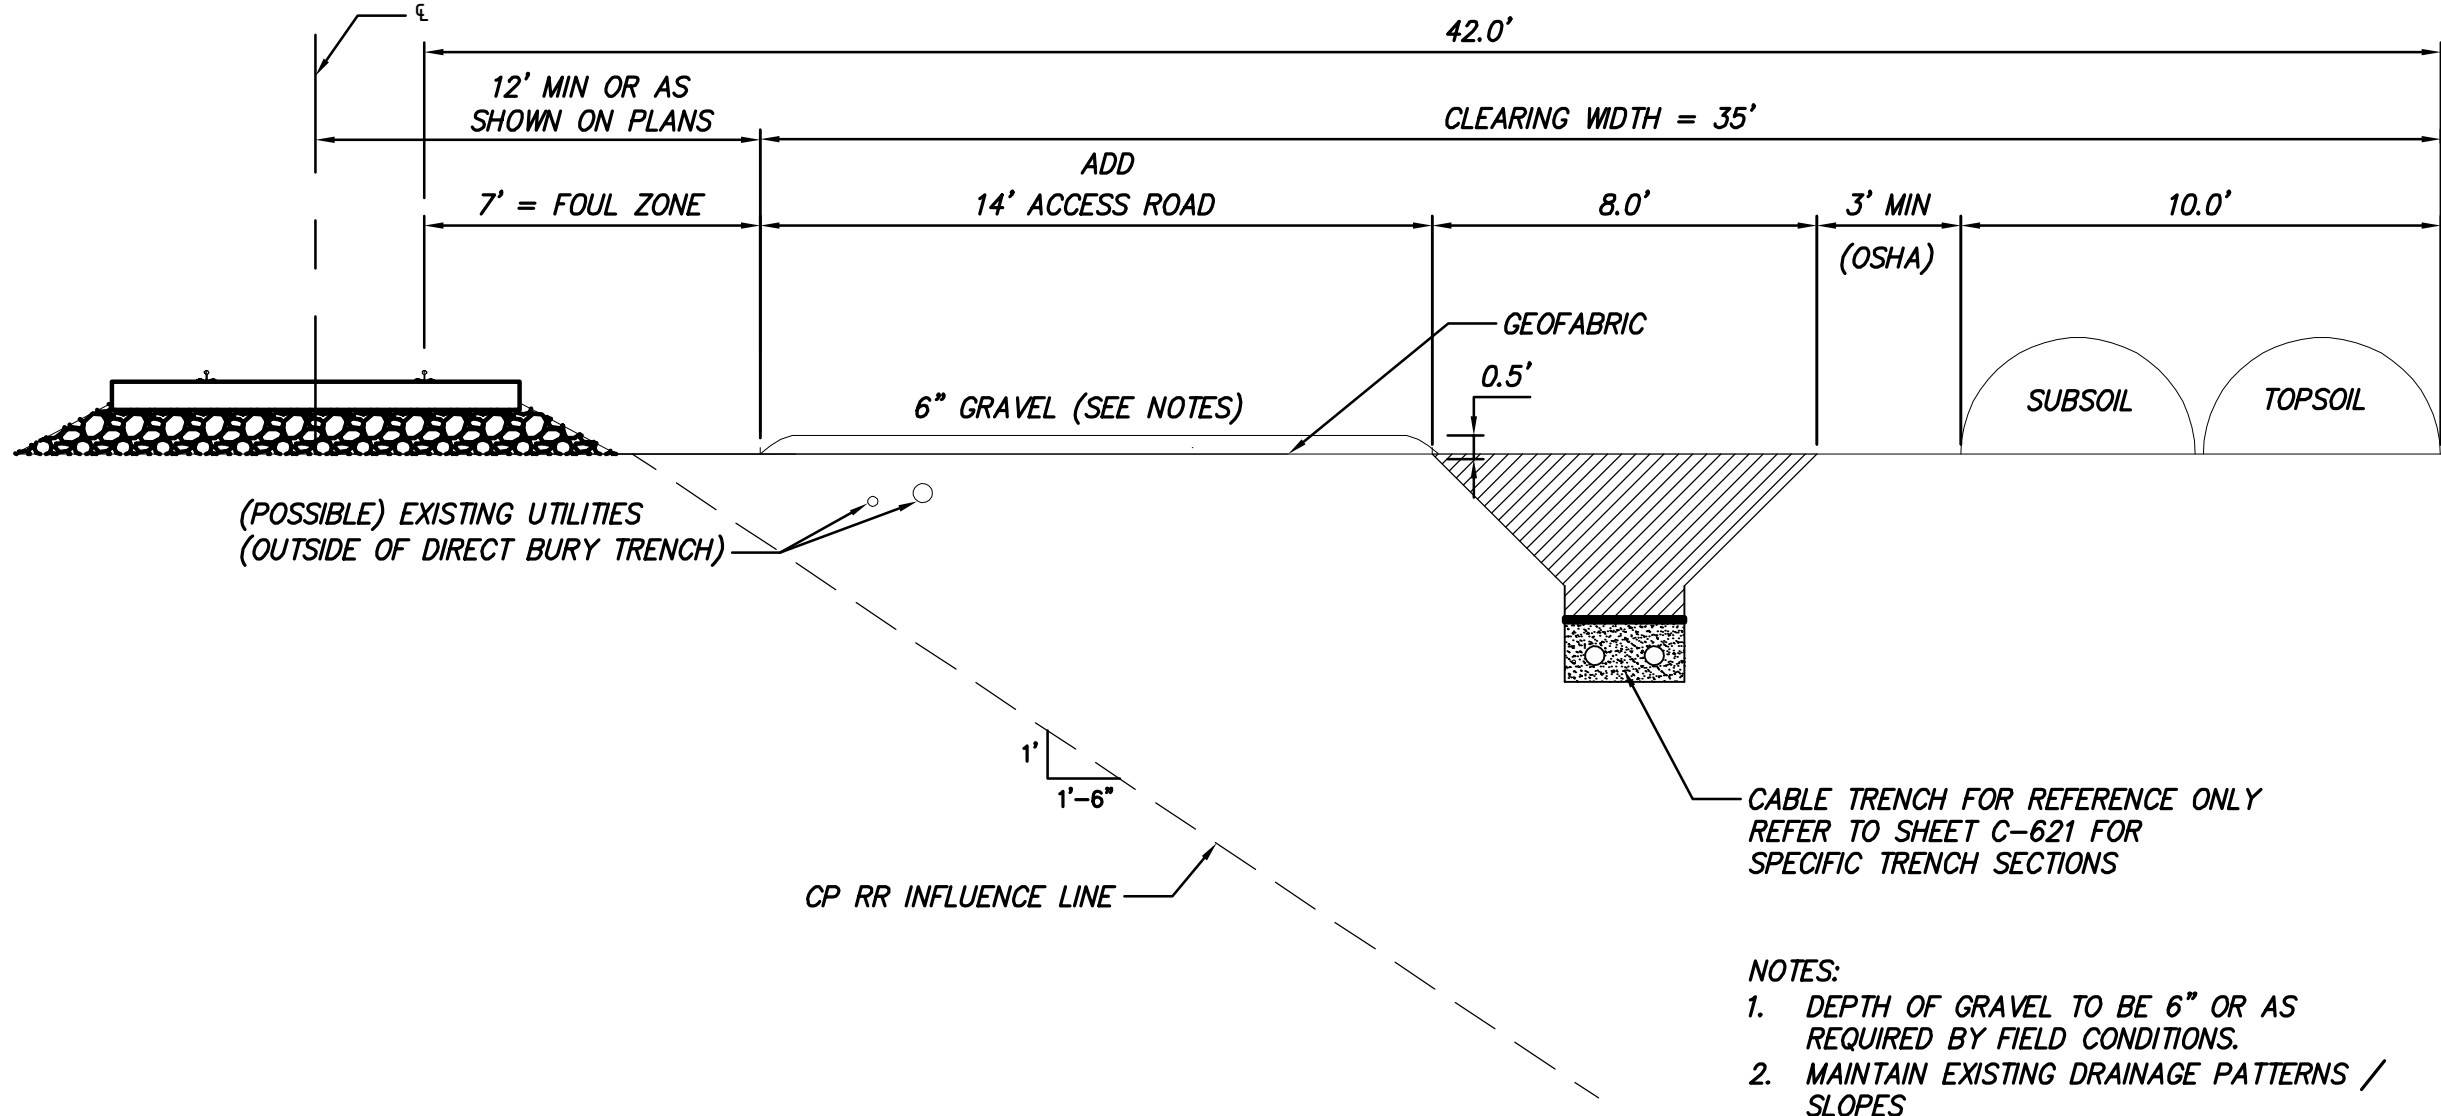 ℄
42.0'
12' MIN OR AS
SHOWN ON PLANS
CLEARING WIDTH = 35'
ADD
7' = FOUL ZONE
14' ACCESS ROAD
8.0'
3' MIN
(OSHA)
10.0'
GEOFABRIC
0.5'
6" GRAVEL (SEE NOTES)
SUBSOIL
TOPSOIL
(POSSIBLE) EXISTING UTILITIES
(OUTSIDE OF DIRECT BURY TRENCH)
1'
1'-6"
CP RR INFLUENCE LINE
CABLE TRENCH FOR REFERENCE ONLY
REFER TO SHEET C-621 FOR
SPECIFIC TRENCH SECTIONS
NOTES:
1. DEPTH OF GRAVEL TO BE 6" OR AS
REQUIRED BY FIELD CONDITIONS.
2. MAINTAIN EXISTING DRAINAGE PATTERNS /
SLOPES